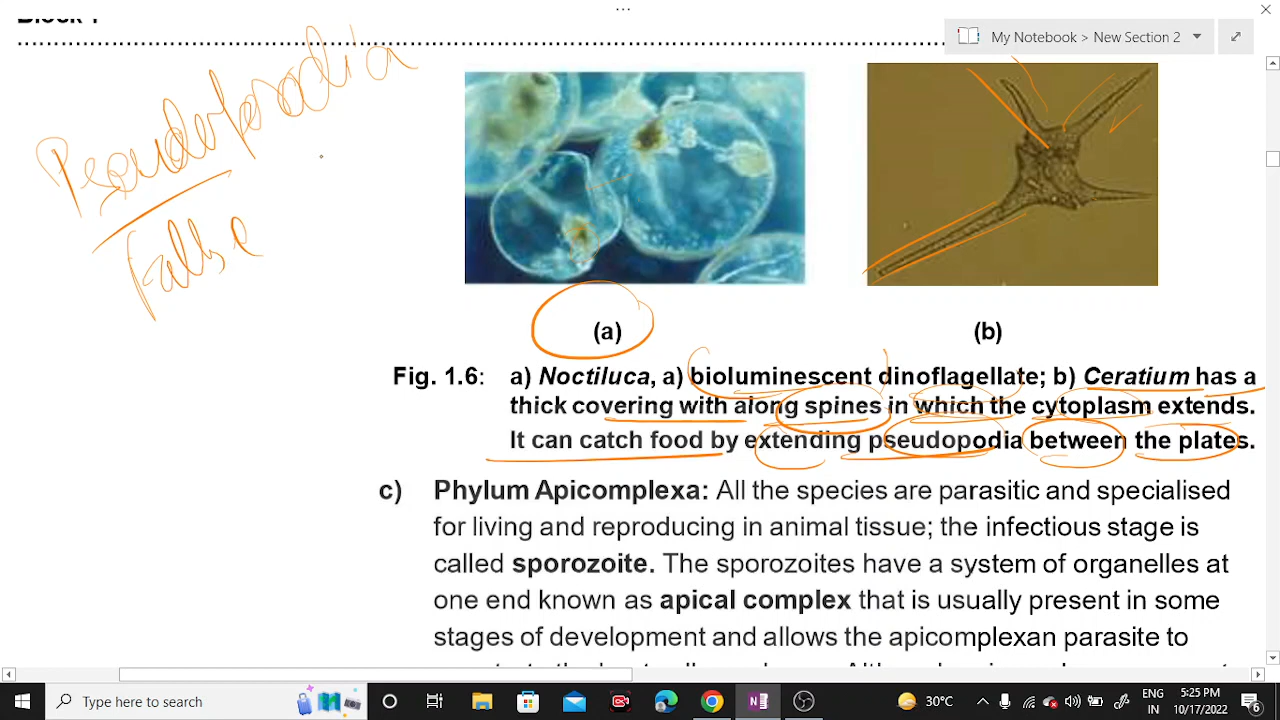 ...
Block 1
My Notebook > New Section 2
Pseudopodia
False
(a)
(b)
Fig. 1.6: a) Noctiluca, a) bioluminescent dinoflagellate; b) Ceratium has a
thick covering with along spines in which the cytoplasm extends.
It can catch food by extending pseudopodia between the plates.
c) Phylum Apicomplexa: All the species are parasitic and specialised
for living and reproducing in animal tissue; the infectious stage is
called sporozoite. The sporozoites have a system of organelles at
one end known as apical complex that is usually present in some
stages of development and allows the apicomplexan parasite to
Type here to search
30°C
ENG
IN
5:25 PM
10/17/2022
6